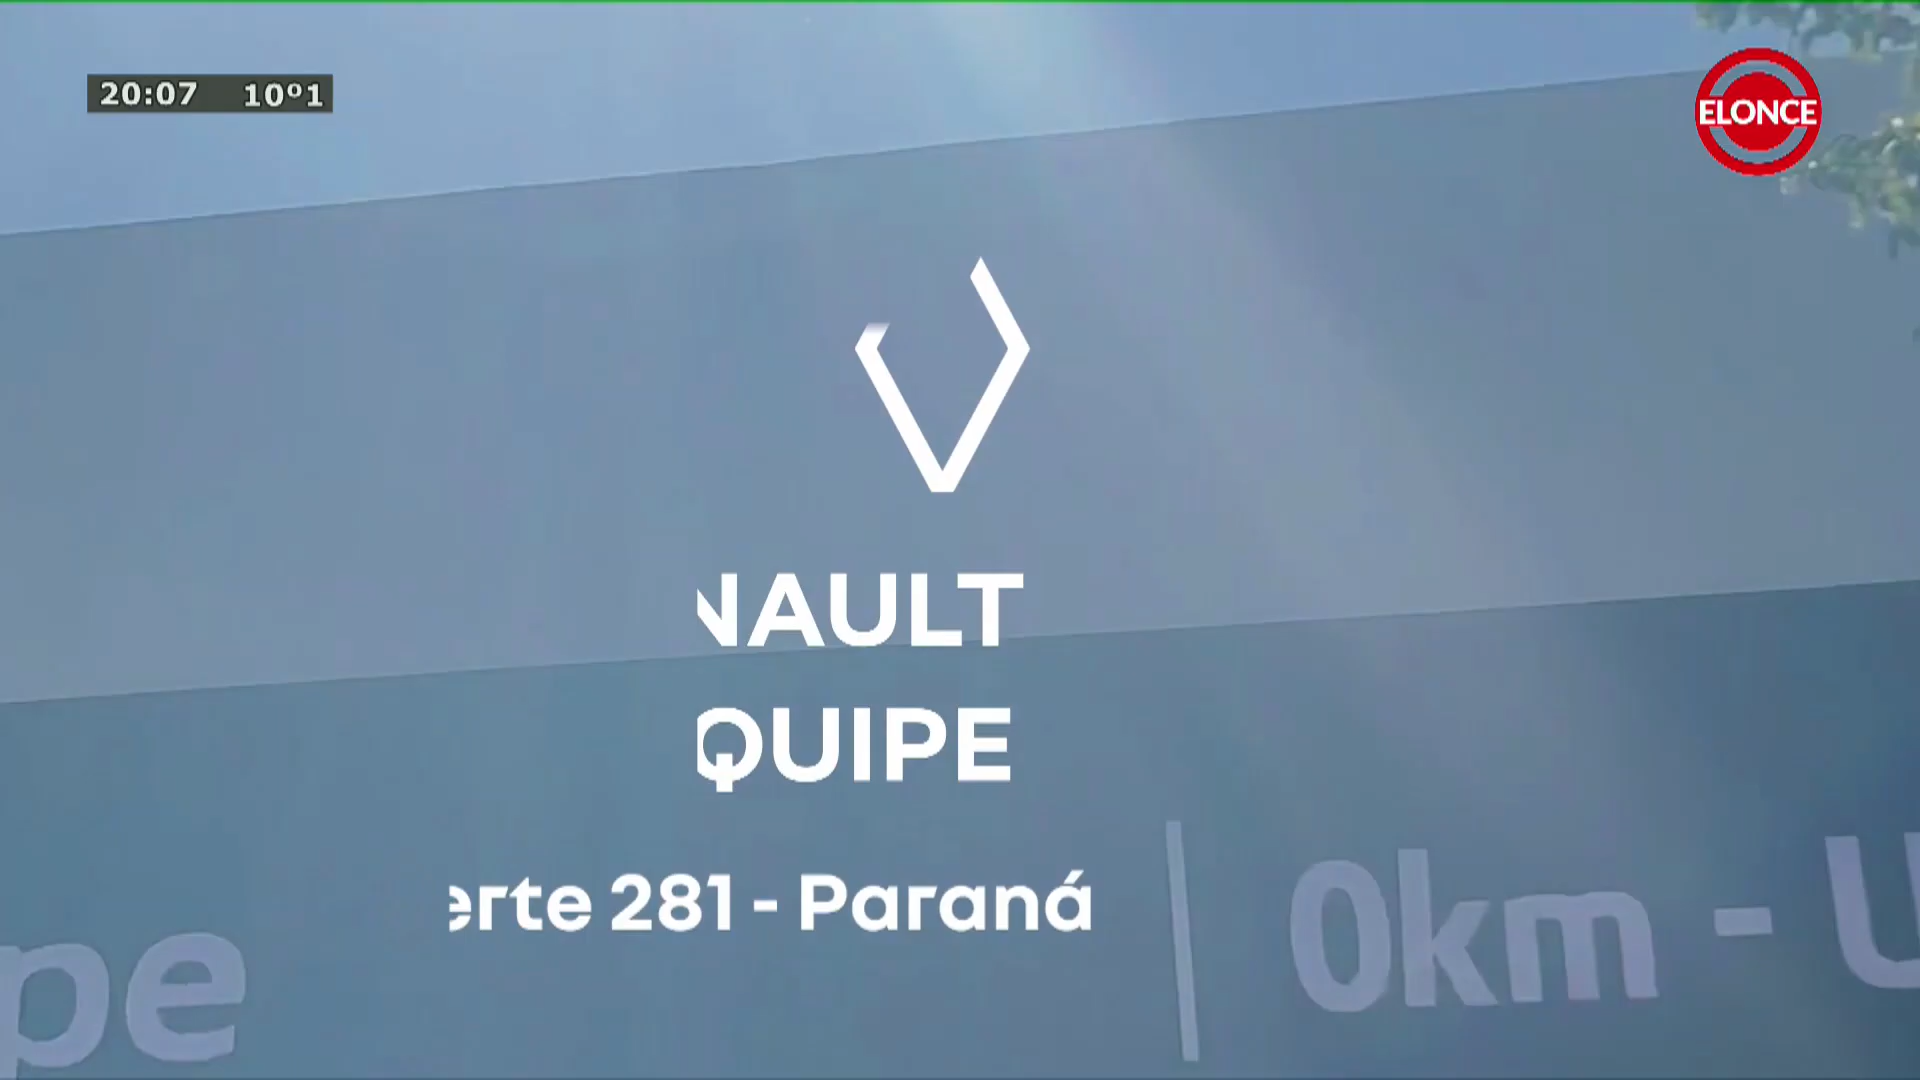 20:07 10º1
ELONCE
NAULT
QUIPE
erte 281 - Paraná
pe | 0km - U